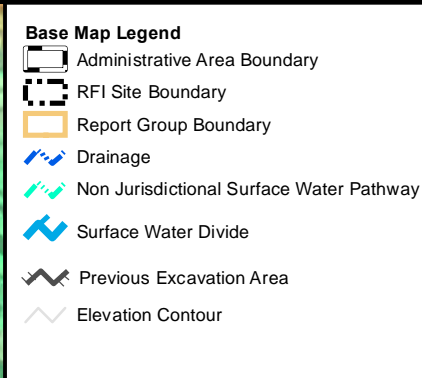 Base Map Legend
Administrative Area Boundary
RFI Site Boundary
Report Group Boundary
Drainage
Non Jurisdictional Surface Water Pathway
Surface Water Divide
Previous Excavation Area
Elevation Contour